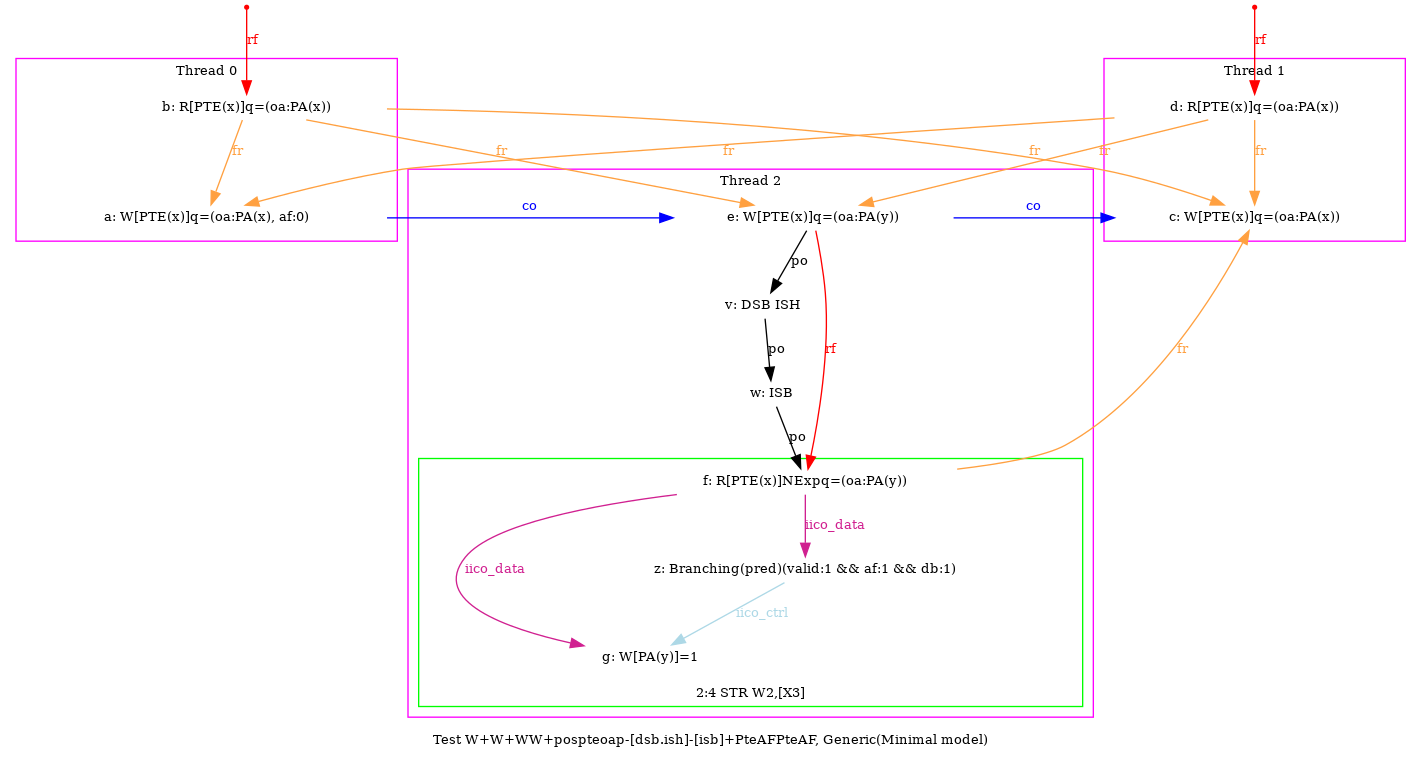 rf
rf
Thread 0
Thread 1
b: R[PTE(x)]q=(oa:PA(x))
d: R[PTE(x)]q=(oa:PA(x))
fr
fr
fr
fr
fr
fr
Thread 2
co
co
a: W[PTE(x)]q=(oa:PA(x), af:0)
e: W[PTE(x)]q=(oa:PA(y))
c: W[PTE(x)]q=(oa:PA(x))
po
v: DSB ISH
po
rf
fr
w: ISB
po
f: R[PTE(x)]NExpq=(oa:PA(y))
iico_data
iico_data
z: Branching(pred)(valid:1 && af:1 && db:1)
iico_ctrl
g: W[PA(y)]=1
2:4 STR W2,[X3]
Test W+W+WW+pospteoap-[dsb.ish]-[isb]+PteAFPteAF, Generic(Minimal model)